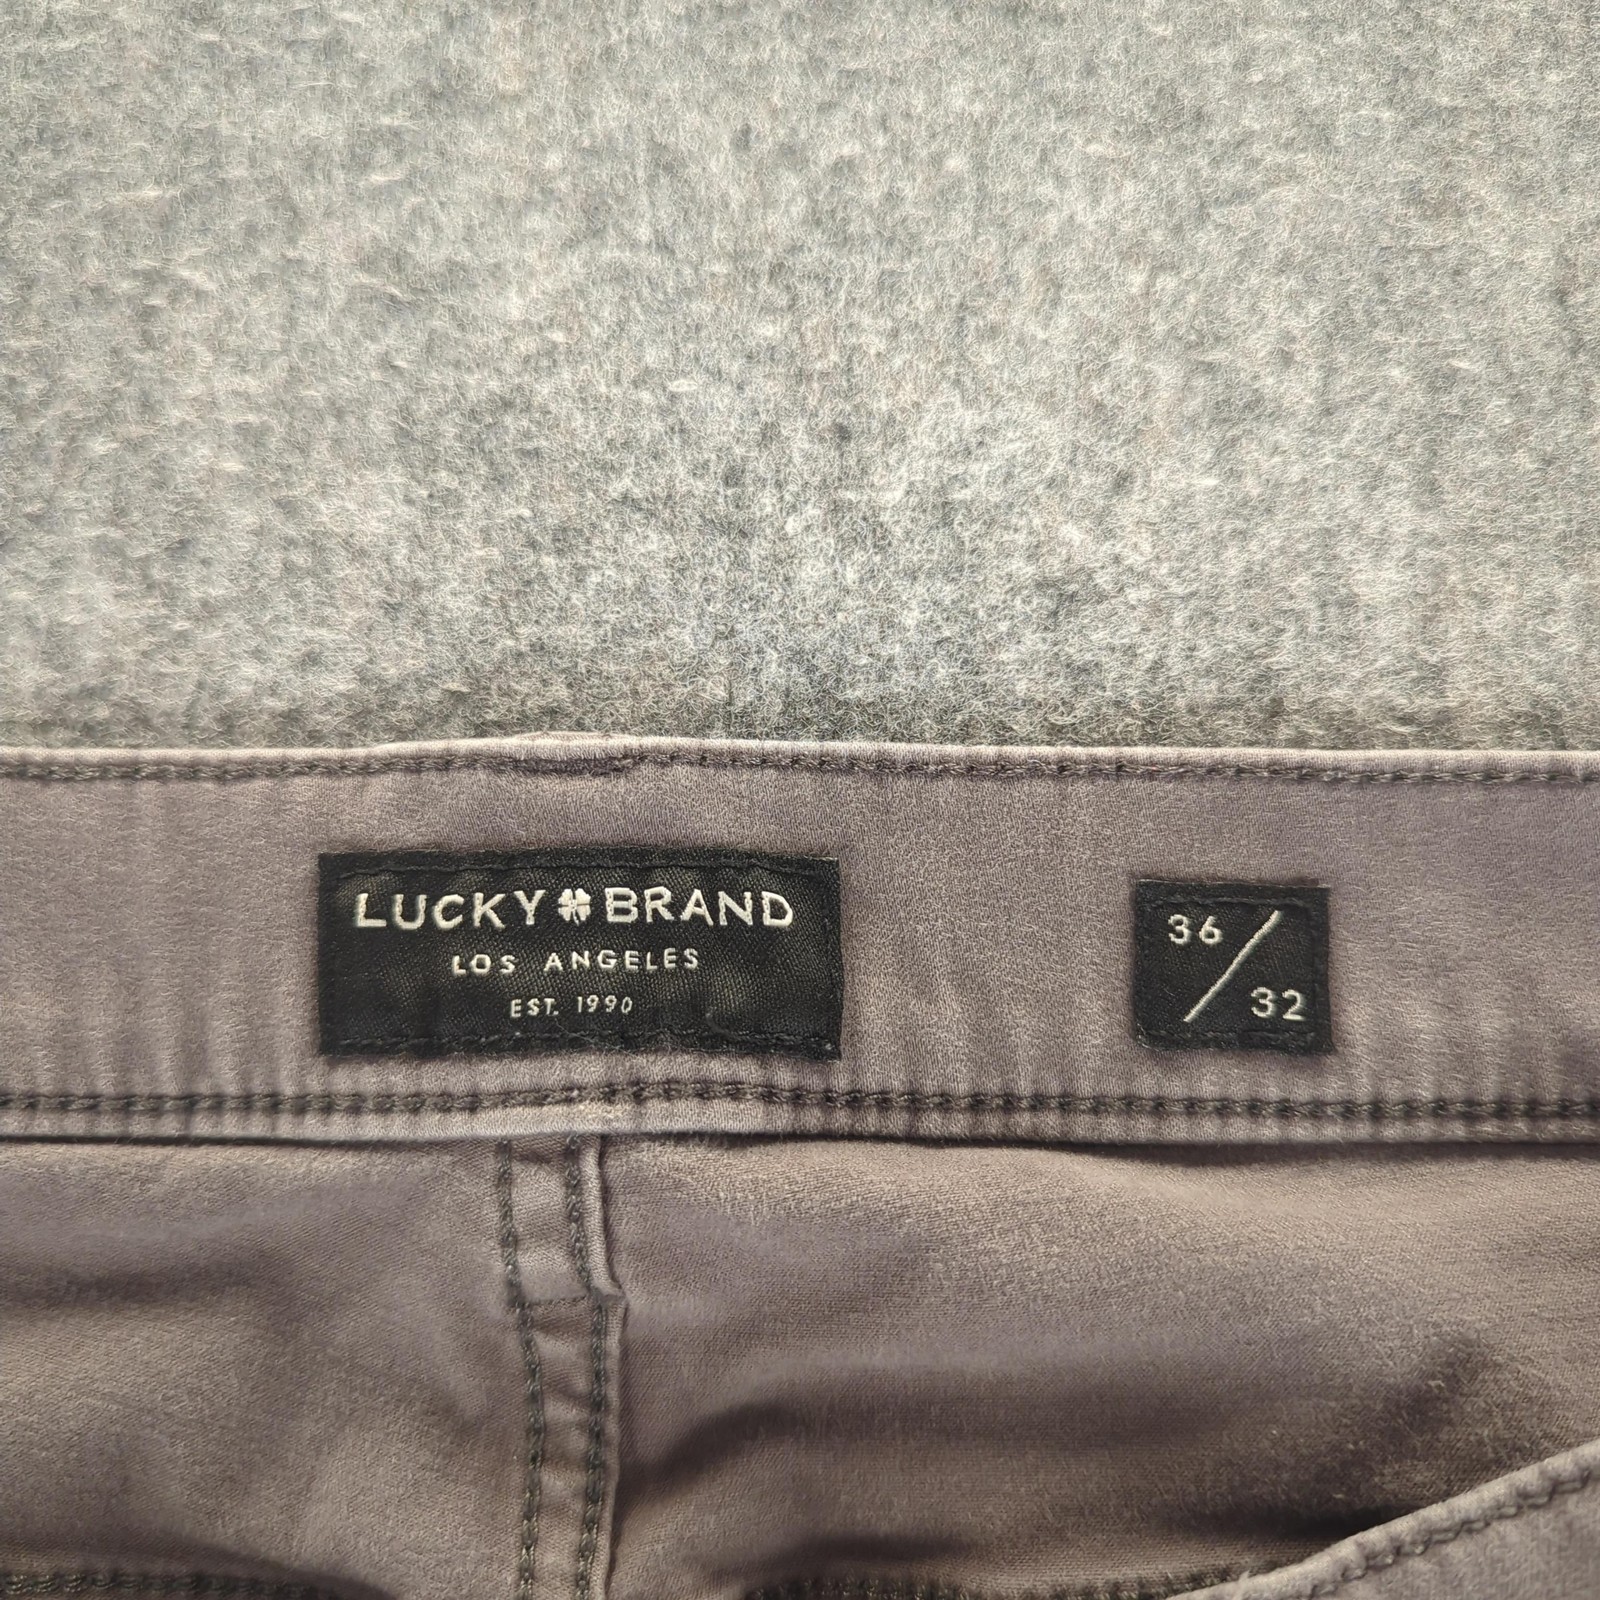 LUCKY BRAND
LOS ANGELES
EST. 1990
36/32